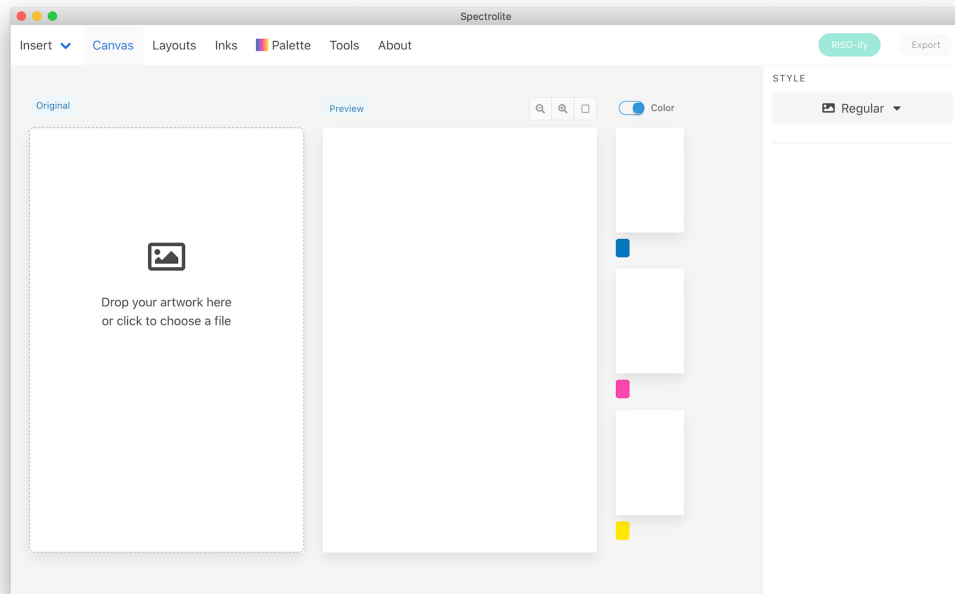 Spectrolite
Insert Canvas Layouts Inks Palette Tools About RISO-ify Export
STYLE
Regular
Original
Preview
Color
Drop your artwork here
or click to choose a file